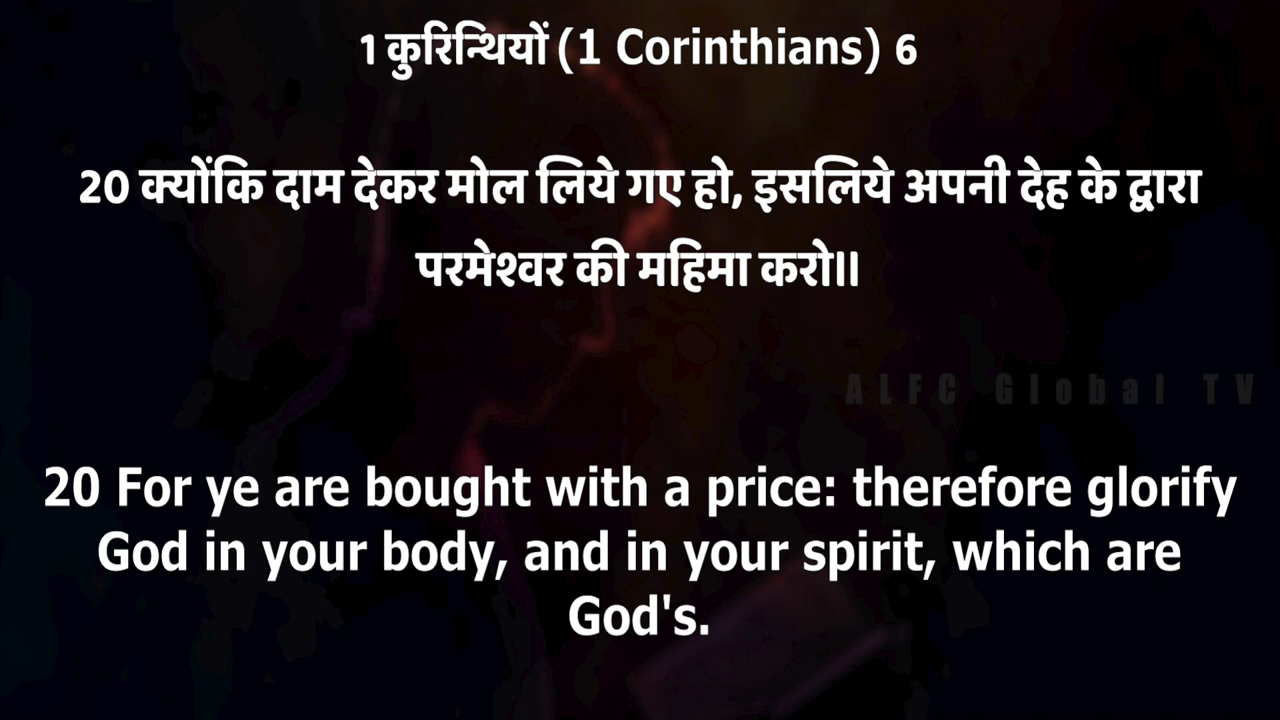 1 कुरिन्थियों (1 Corinthians) 6
20 क्योंकि दाम देकर मोल लिये गए हो, इसलिये अपनी देह के द्वारा
परमेश्वर की महिमा करो॥
ALFC Global TV
20 For ye are bought with a price: therefore glorify
God in your body, and in your spirit, which are
God's.